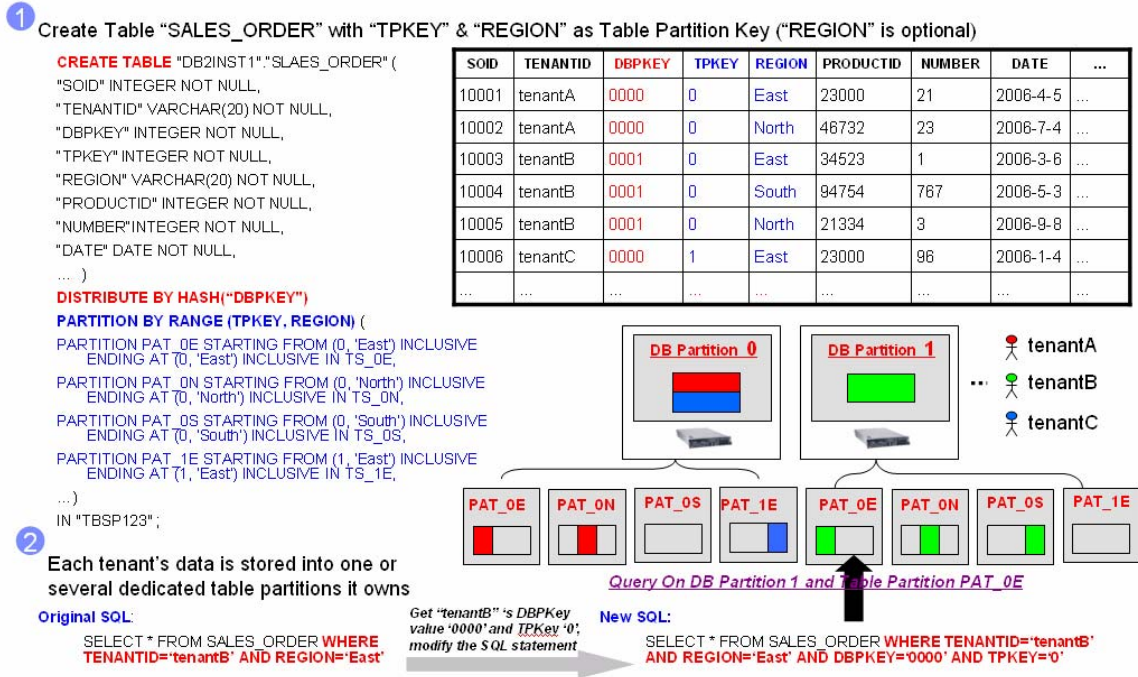 1
Create Table “SALES_ORDER” with “TPKEY” & “REGION” as Table Partition Key (“REGION” is optional)
CREATE TABLE "DB2INST1"."SLAES_ORDER" (
"SOID" INTEGER NOT NULL,
"TENANTID" VARCHAR(20) NOT NULL,
"DBPKEY" INTEGER NOT NULL,
"TPKEY" INTEGER NOT NULL,
"REGION" VARCHAR(20) NOT NULL,
"PRODUCTID" INTEGER NOT NULL,
"NUMBER"INTEGER NOT NULL,
"DATE" DATE NOT NULL,
... )
DISTRIBUTE BY HASH(“DBPKEY”)
PARTITION BY RANGE (TPKEY, REGION) (
PARTITION PAT_0E STARTING FROM (0, 'East') INCLUSIVE
ENDING AT (0, 'East') INCLUSIVE IN TS_0E,
PARTITION PAT_0N STARTING FROM (0, 'North') INCLUSIVE
ENDING AT (0, 'North') INCLUSIVE IN TS_0N,
PARTITION PAT_0S STARTING FROM (0, 'South') INCLUSIVE
ENDING AT (0, 'South') INCLUSIVE IN TS_0S,
PARTITION PAT_1E STARTING FROM (1, 'East') INCLUSIVE
ENDING AT (1, 'East') INCLUSIVE IN TS_1E,
...)
IN "TBSP123" ;
SOID TENANTID DBPKEY TPKEY REGION PRODUCTID NUMBER DATE ...
10001 tenantA 0000 0 East 23000 21 2006-4-5 ...
10002 tenantA 0000 0 North 46732 23 2006-7-4 ...
10003 tenantB 0001 0 East 34523 1 2006-3-6 ...
10004 tenantB 0001 0 South 94754 767 2006-5-3 ...
10005 tenantB 0001 0 North 21334 3 2006-9-8 ...
10006 tenantC 0000 1 East 23000 96 2006-1-4 ...
... ... ... ... ... ... ... ... ...
DB Partition 0 DB Partition 1
...
tenantA
tenantB
tenantC
PAT_0E PAT_0N PAT_0S PAT_1E PAT_0E PAT_0N PAT_0S PAT_1E
Query On DB Partition 1 and Table Partition PAT_0E
2
Each tenant’s data is stored into one or
several dedicated table partitions it owns
Original SQL:
SELECT * FROM SALES_ORDER WHERE
TENANTID=‘tenantB’ AND REGION=‘East’
Get “tenantB” ‘s DBPKey
value ‘0000’ and TPKey ‘0’,
modify the SQL statement
New SQL:
SELECT * FROM SALES_ORDER WHERE TENANTID=‘tenantB’
AND REGION=‘East’ AND DBPKEY=‘0000’ AND TPKEY=‘0’